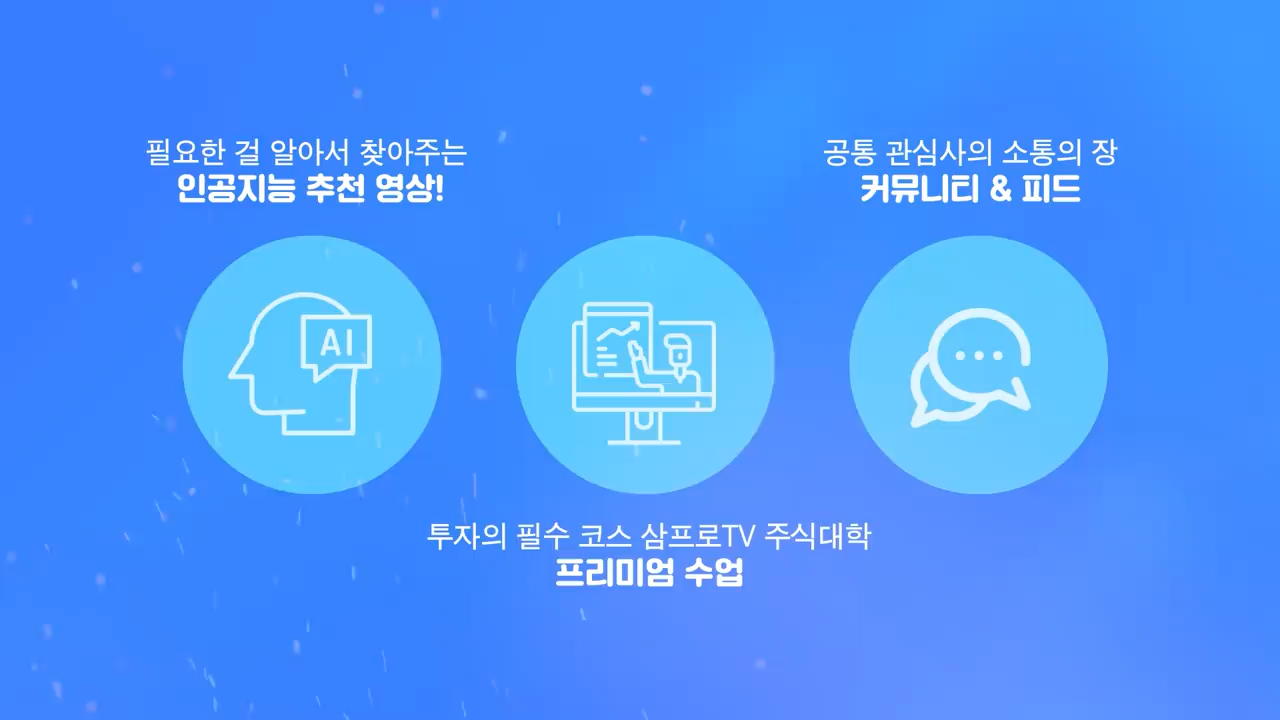 필요한 걸 알아서 찾아주는
인공지능 추천 영상!
공통 관심사의 소통의 장
커뮤니티 & 피드
AI
투자의 필수 코스 삼프로TV 주식대학
프리미엄 수업